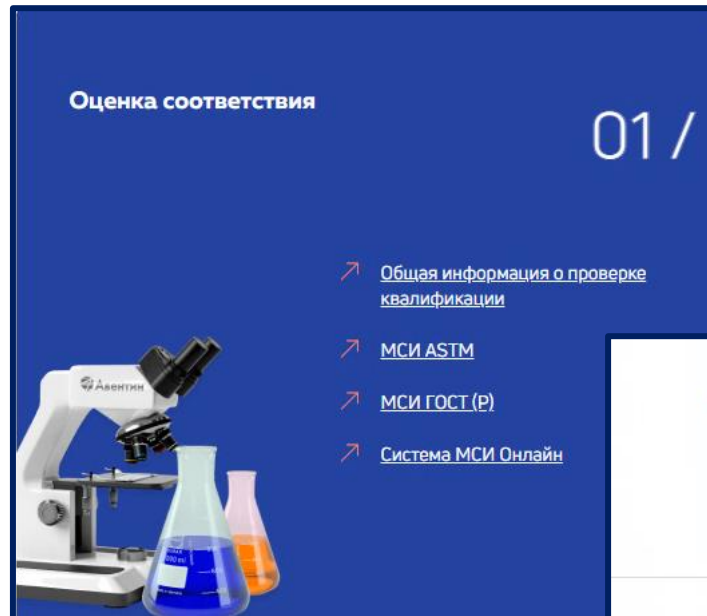 Оценка соответствия
01 /
Общая информация о проверке
квалификации
МСИ ASTM
МСИ ГОСТ (Р)
Система МСИ Онлайн
Авентин